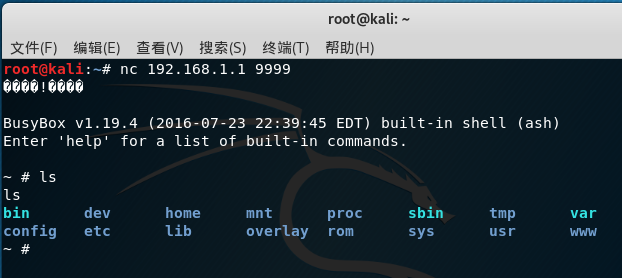 root@kali: ~
文件(F) 编辑(E) 查看(V) 搜索(S) 终端(T) 帮助(H)
root@kali:~# nc 192.168.1.1 9999
����!����
BusyBox v1.19.4 (2016-07-23 22:39:45 EDT) built-in shell (ash)
Enter 'help' for a list of built-in commands.
~ # ls
ls
bin dev home mnt proc sbin tmp var
config etc lib overlay rom sys usr www
~ #